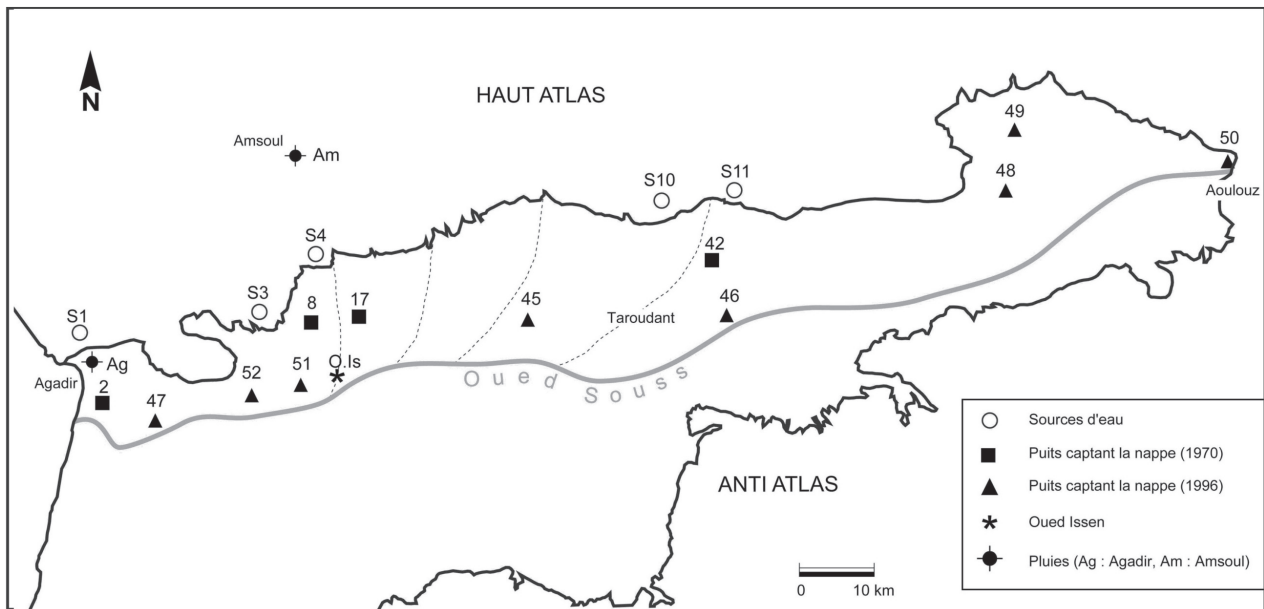 N
HAUT ATLAS
Amsoul
Am
49
50
48
Aoulouz
S10
S11
S4
42
S3
8
17
S1
45
46
Taroudant
Ag
Agadir
O.Is
51
52
2
47
Oued Souss
ANTI ATLAS
0 10 km
Sources d'eau
Puits captant la nappe (1970)
Puits captant la nappe (1996)
Oued Issen
Pluies (Ag : Agadir, Am : Amsoul)